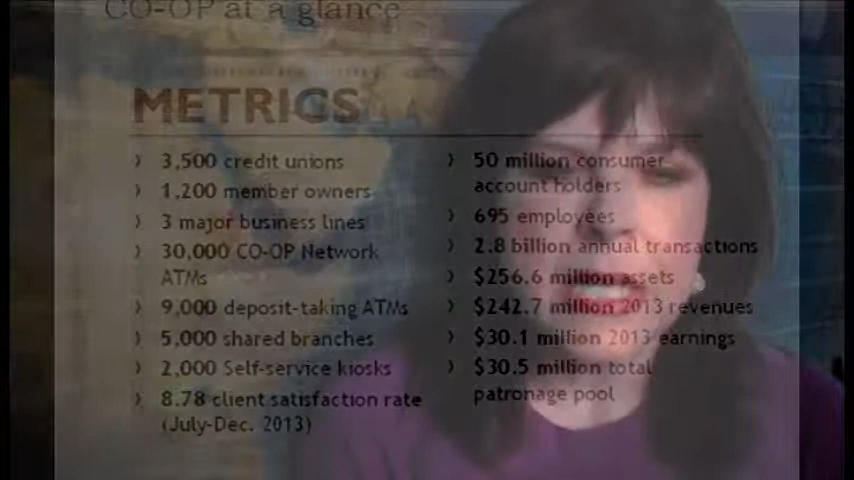 CO-OP at a glance
METRICS
› 3,500 credit unions
› 1,200 member owners
› 3 major business lines
› 30,000 CO-OP Network
ATMs
› 9,000 deposit-taking ATMs
› 5,000 shared branches
› 2,000 Self-service kiosks
› 8.78 client satisfaction rate
(July-Dec. 2013)
› 50 million consumer
account holders
› 695 employees
› 2.8 billion annual transactions
› $256.6 million assets
› $242.7 million 2013 revenues
› $30.1 million 2013 earnings
› $30.5 million total
patronage pool